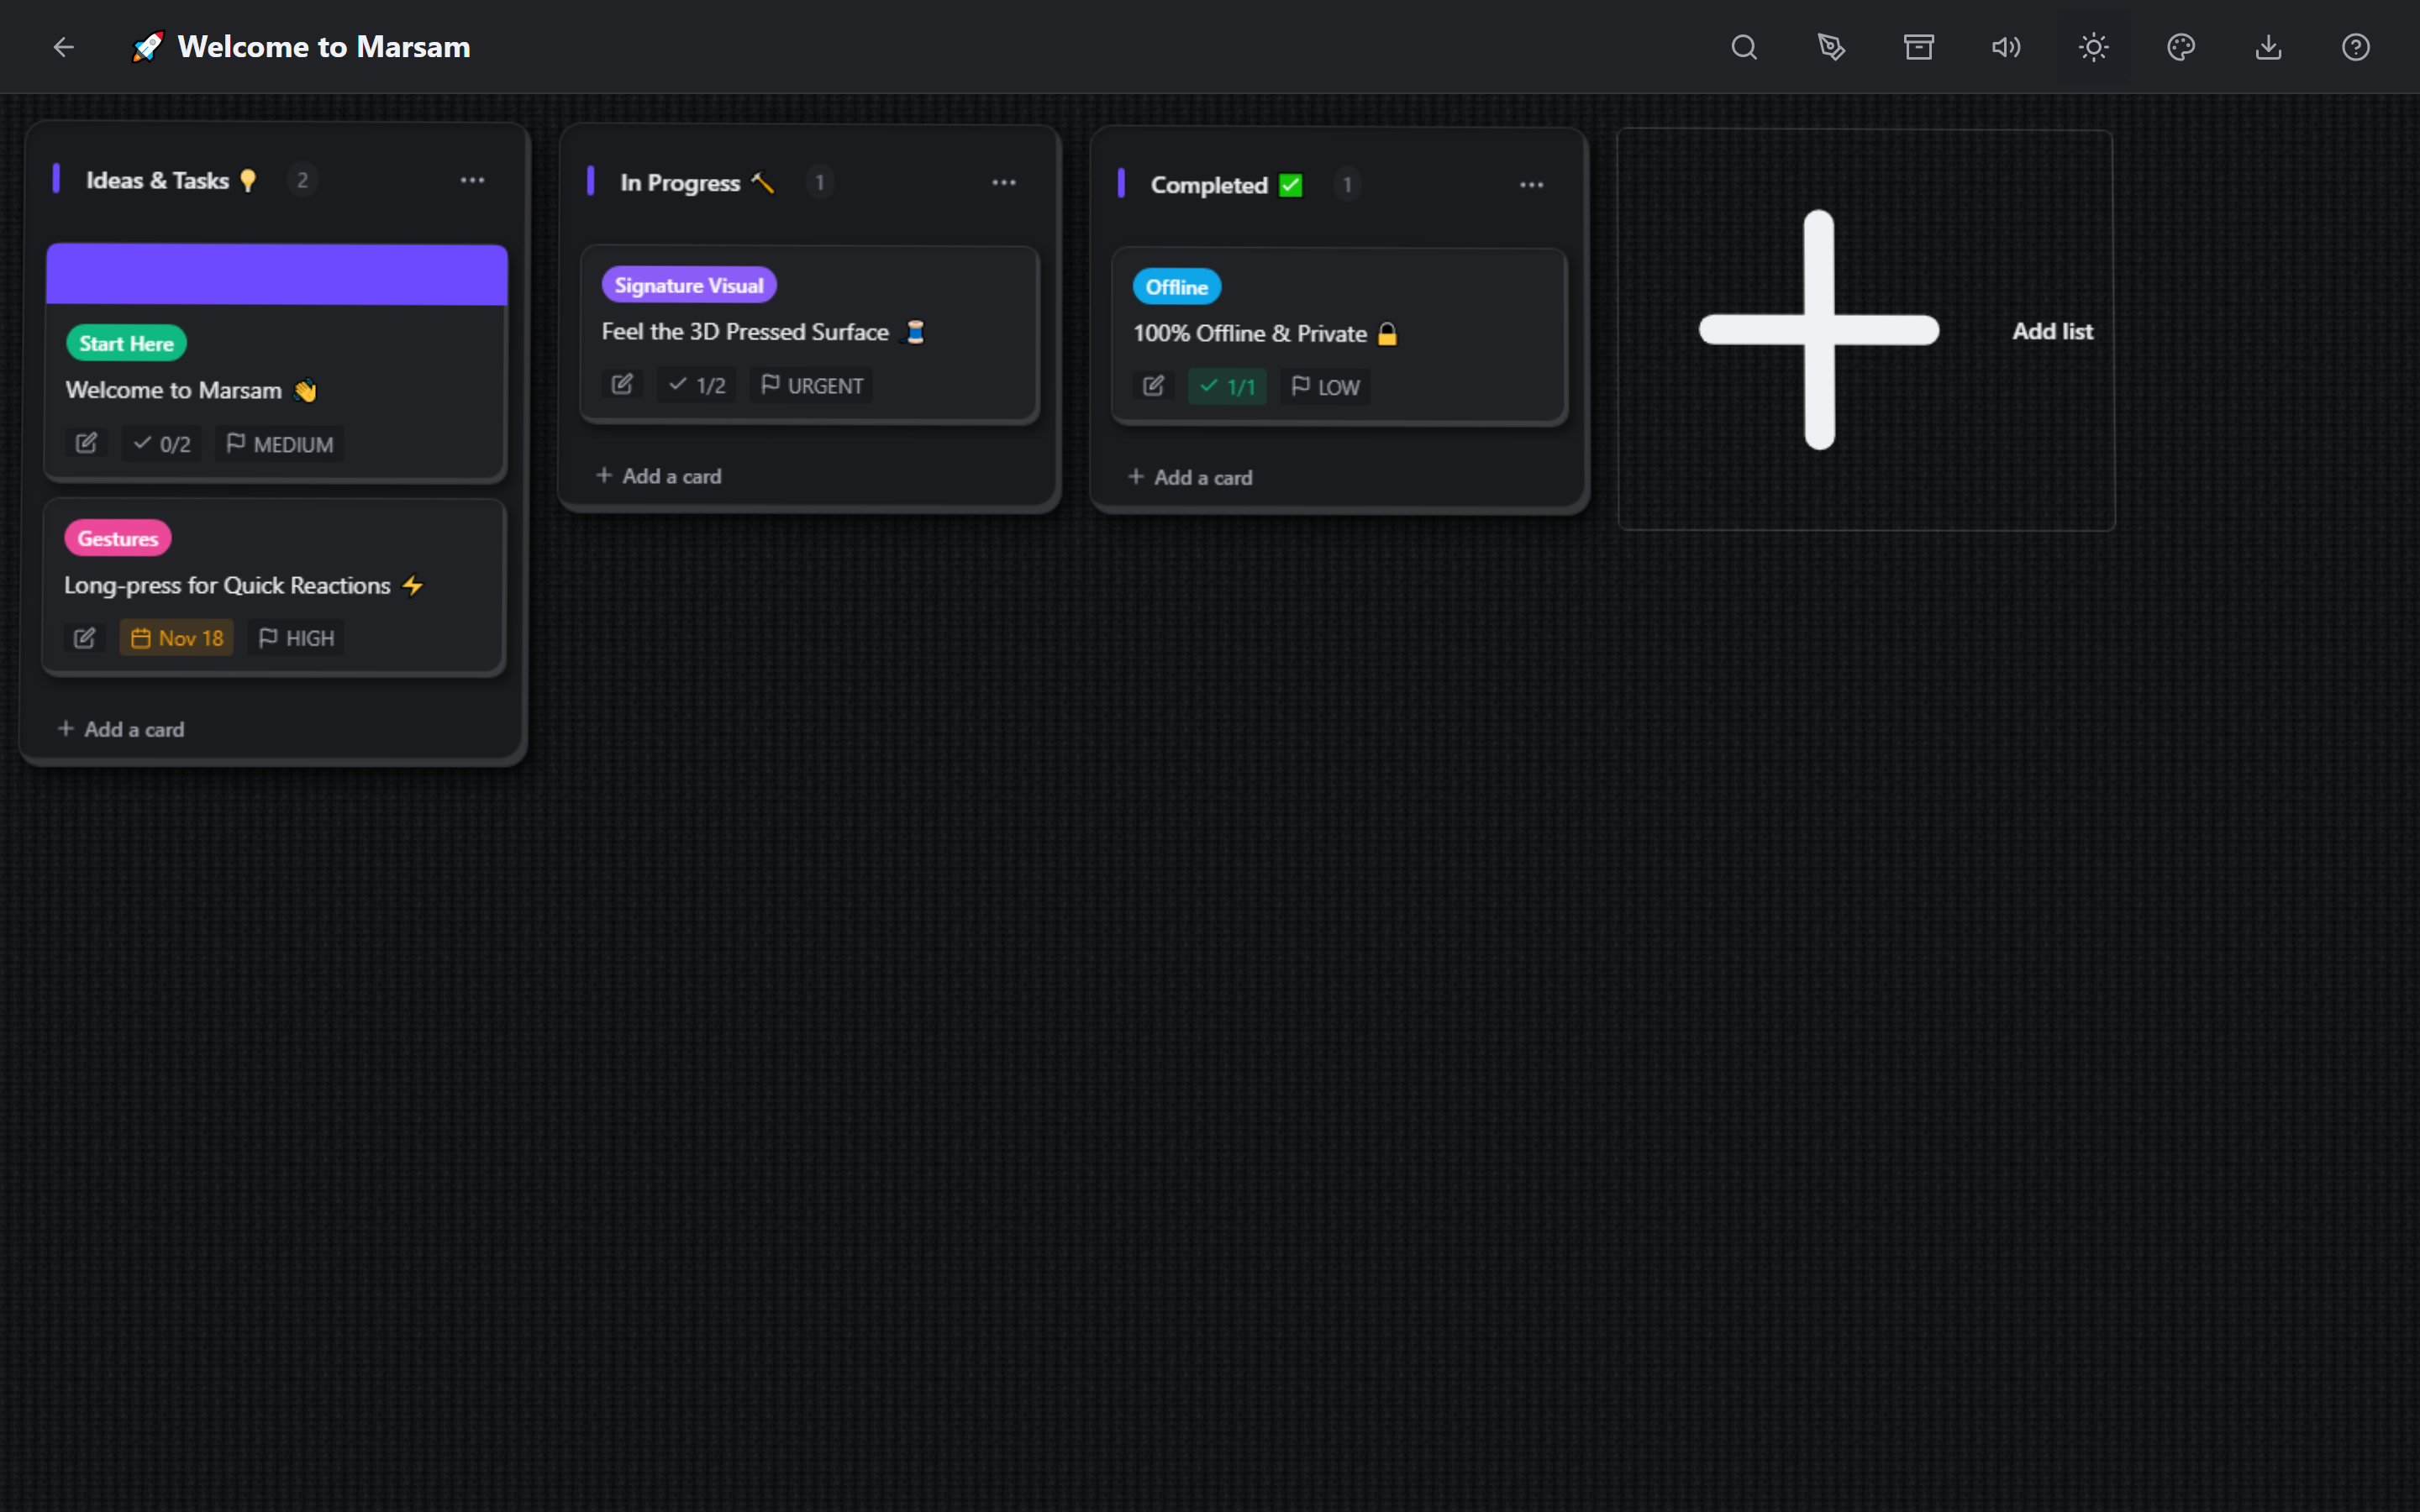 🚀 Welcome to Marsam
Ideas & Tasks 💡 2
Start Here
Welcome to Marsam 👋
0/2 MEDIUM
Gestures
Long-press for Quick Reactions ⚡
Nov 18 HIGH
+ Add a card
In Progress 🔨 1
Signature Visual
Feel the 3D Pressed Surface 🧵
1/2 URGENT
+ Add a card
Completed ✅ 1
Offline
100% Offline & Private 🔒
1/1 LOW
+ Add a card
Add list